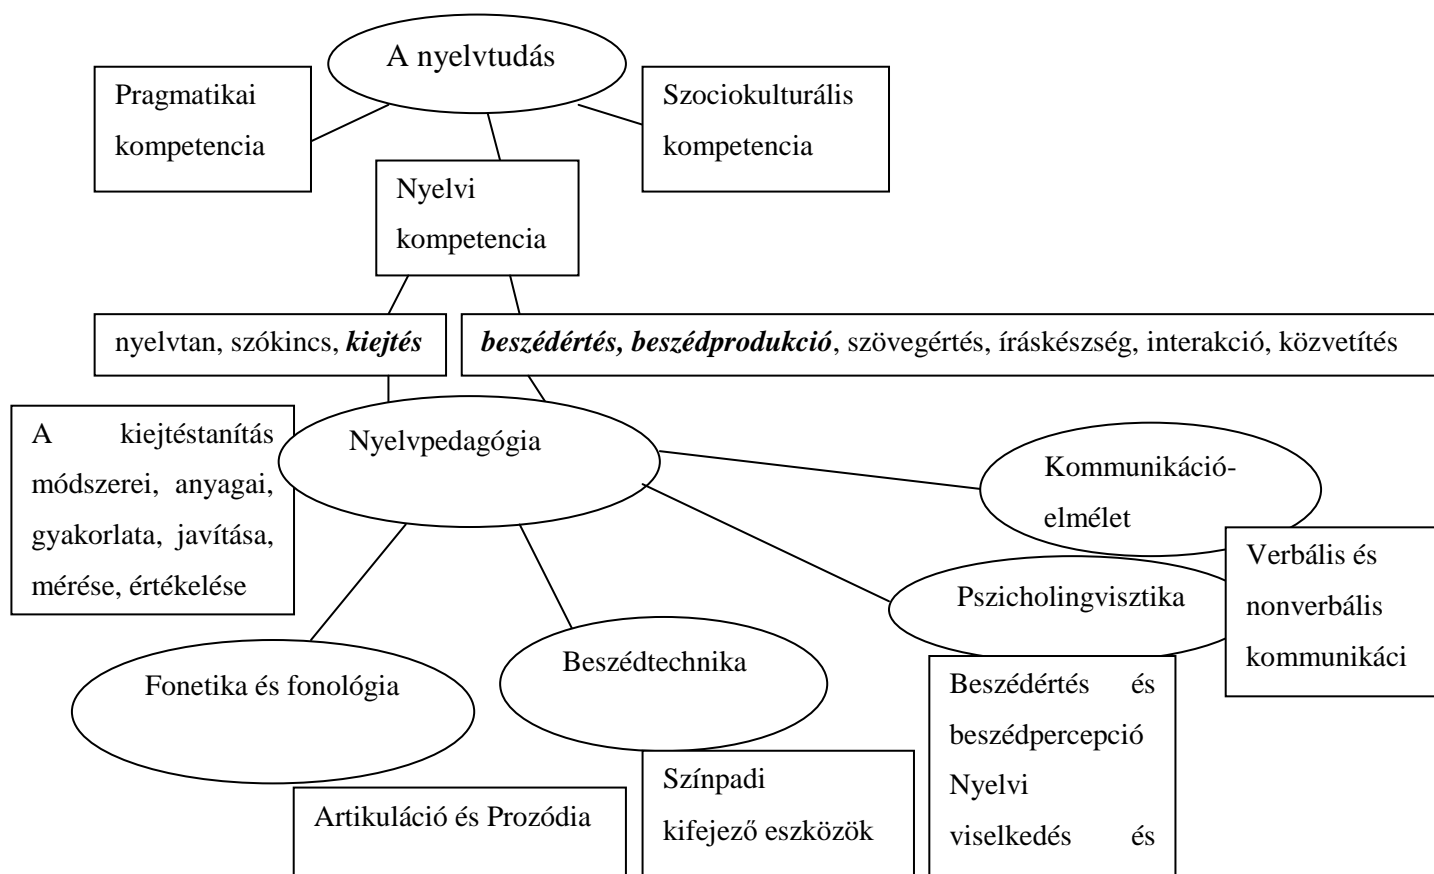 A nyelvtudás
Pragmatikai
kompetencia
Szociokulturális
kompetencia
Nyelvi
kompetencia
nyelvtan, szókincs, kiejtés
beszédértés, beszédprodukció, szövegértés, íráskészség, interakció, közvetítés
A kiejtéstanítás
módszerei, anyagai,
gyakorlata, javítása,
mérése, értékelése
Nyelvpedagógia
Kommunikáció-
elmélet
Verbális és
nonverbális
kommunikáci
Pszicholingvisztika
Fonetika és fonológia
Beszédtechnika
Beszédértés és
beszédpercepció
Nyelvi
viselkedés és
Artikuláció és Prozódia
Színpadi
kifejező eszközök